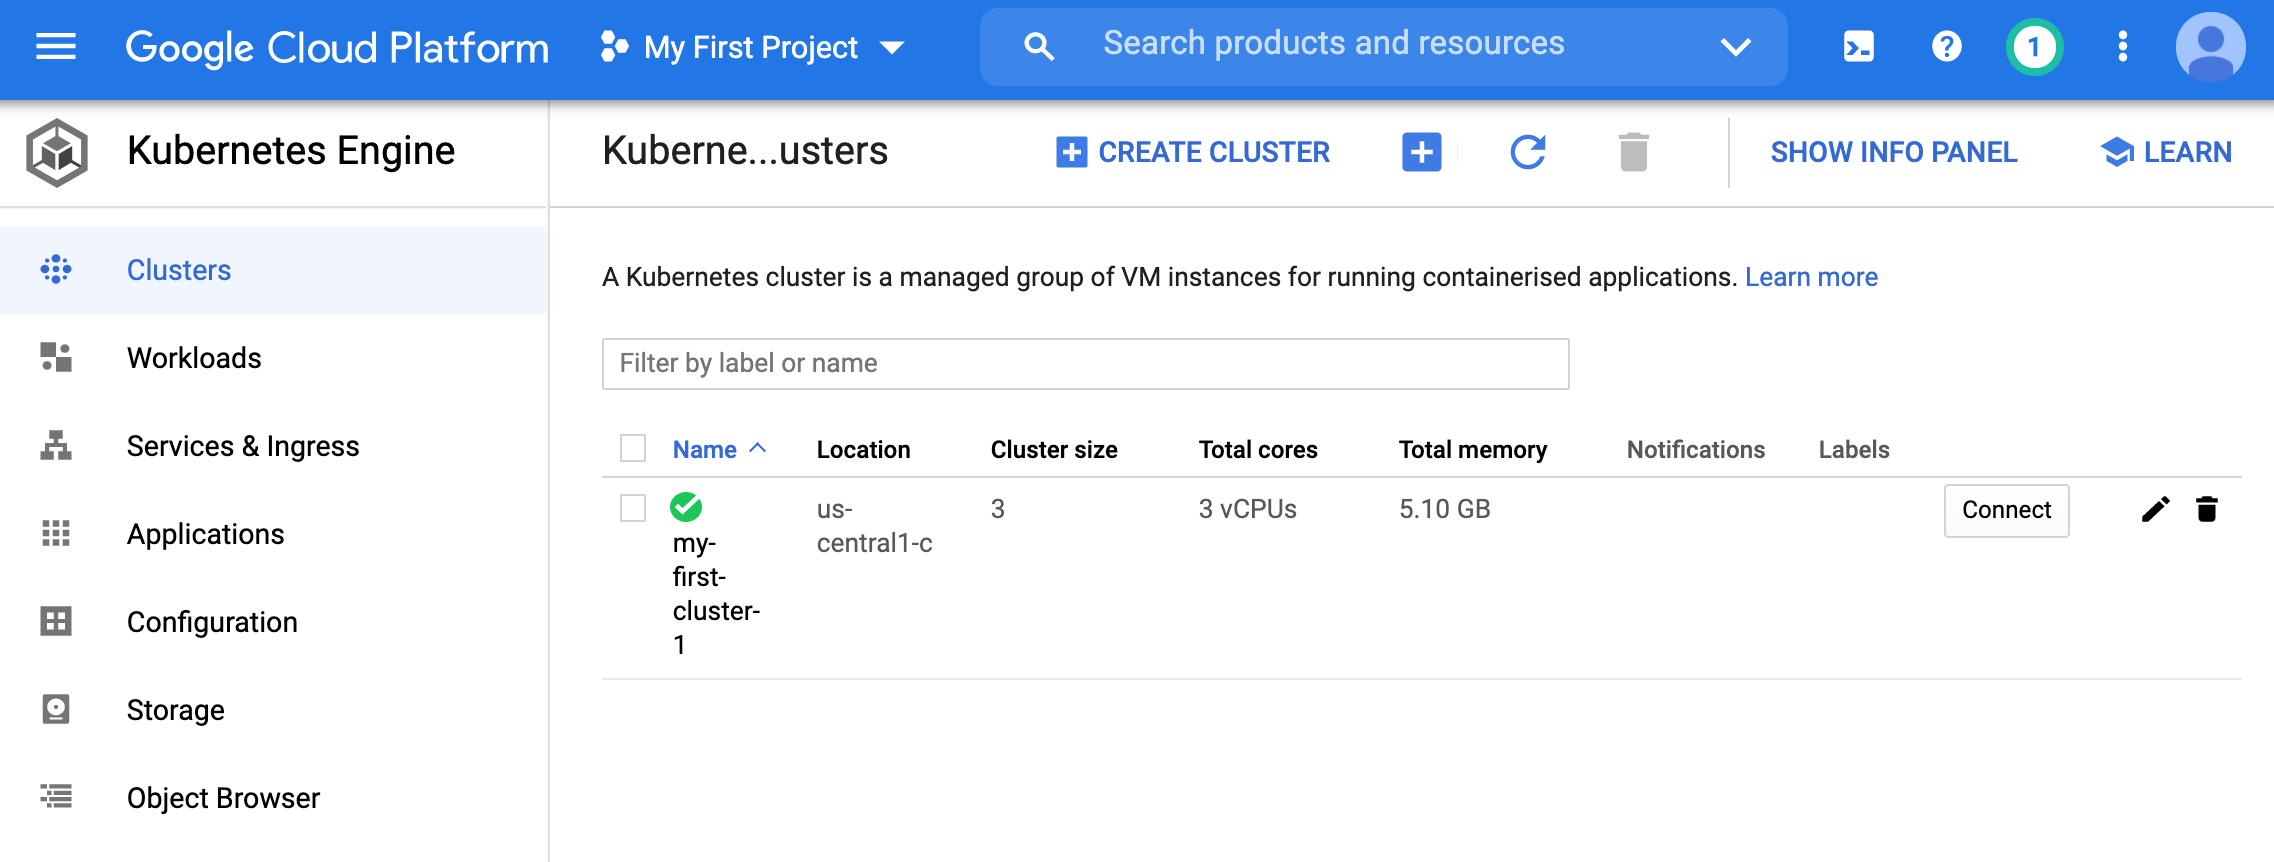 Google Cloud Platform
My First Project
Search products and resources
1
Kubernetes Engine
Kuberne...usters
CREATE CLUSTER
SHOW INFO PANEL
LEARN
Clusters
Workloads
Services & Ingress
Applications
Configuration
Storage
Object Browser
A Kubernetes cluster is a managed group of VM instances for running containerised applications. Learn more
Filter by label or name
Name Location Cluster size Total cores Total memory Notifications Labels
my-
first-
cluster-
1
us-
central1-c
3
3 vCPUs
5.10 GB
Connect